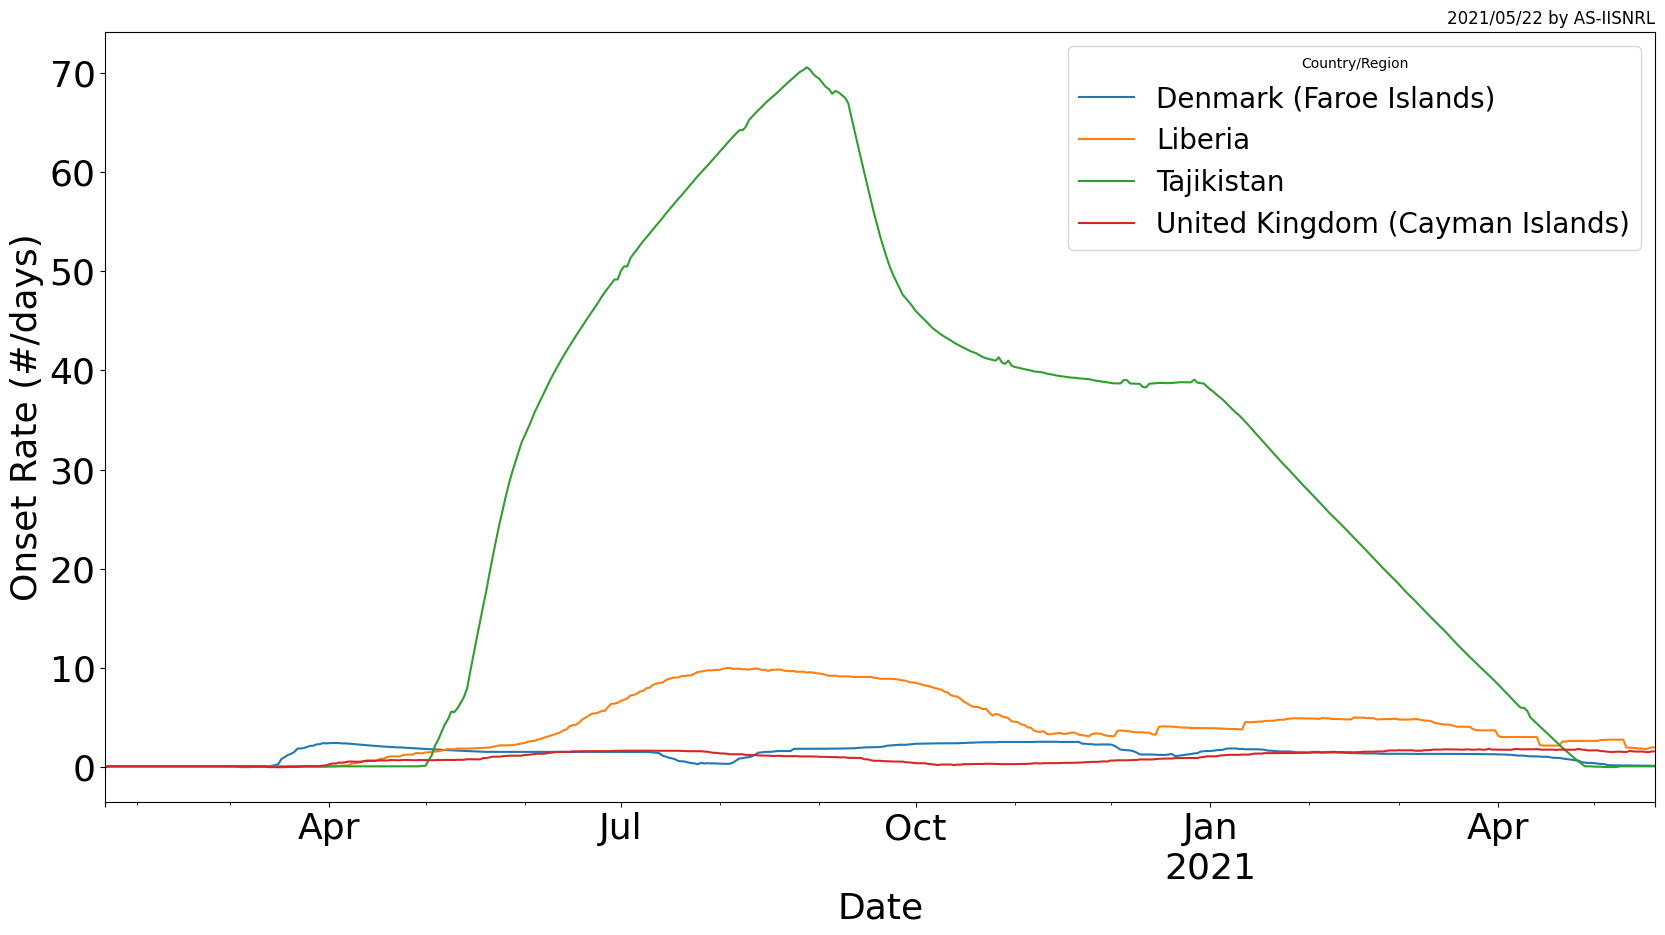 2021/05/22 by AS-IISNRL
Country/Region
Denmark (Faroe Islands)
Liberia
Tajikistan
United Kingdom (Cayman Islands)
Onset Rate (#/days)
70
60
50
40
30
20
10
0
Apr Jul Oct Jan Apr
2021
Date